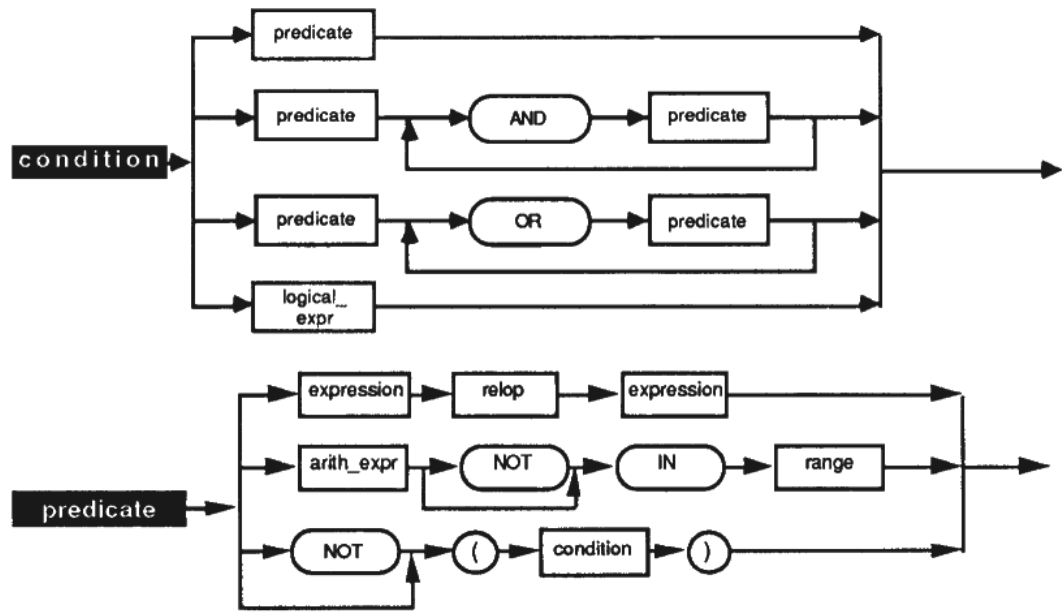 predicate
predicate AND predicate
condition
predicate OR predicate
logical_
expr
expression relop expression
arith_expr NOT IN range
predicate
NOT ( condition )